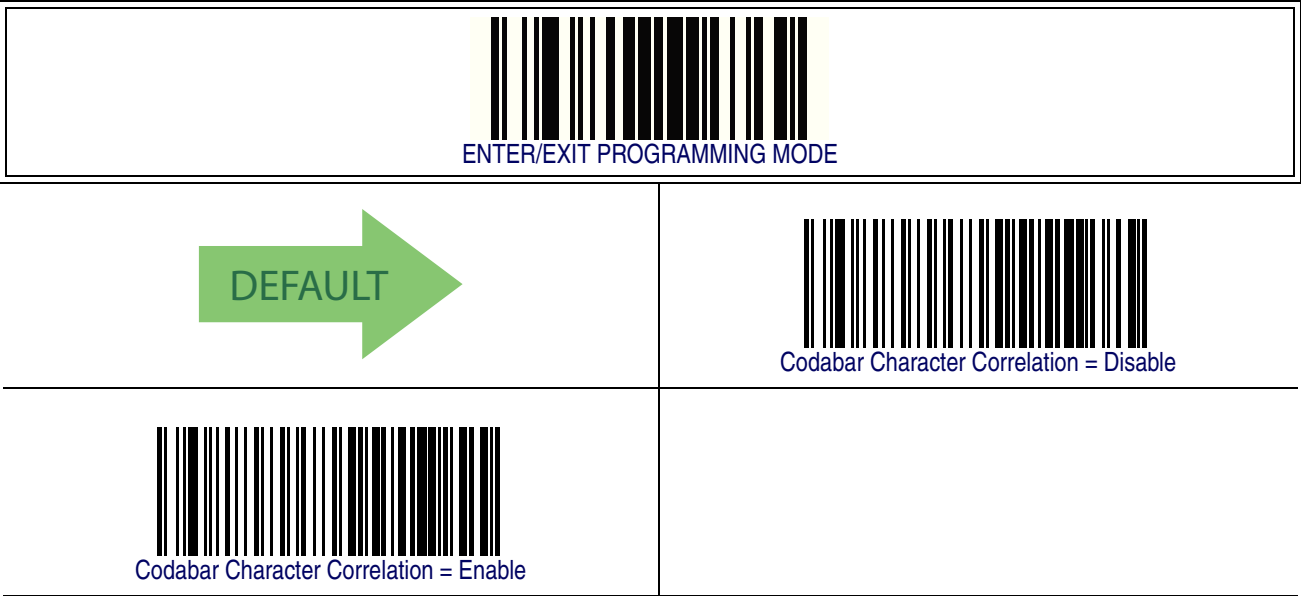 ENTER/EXIT PROGRAMMING MODE
DEFAULT
Codabar Character Correlation = Disable
Codabar Character Correlation = Enable